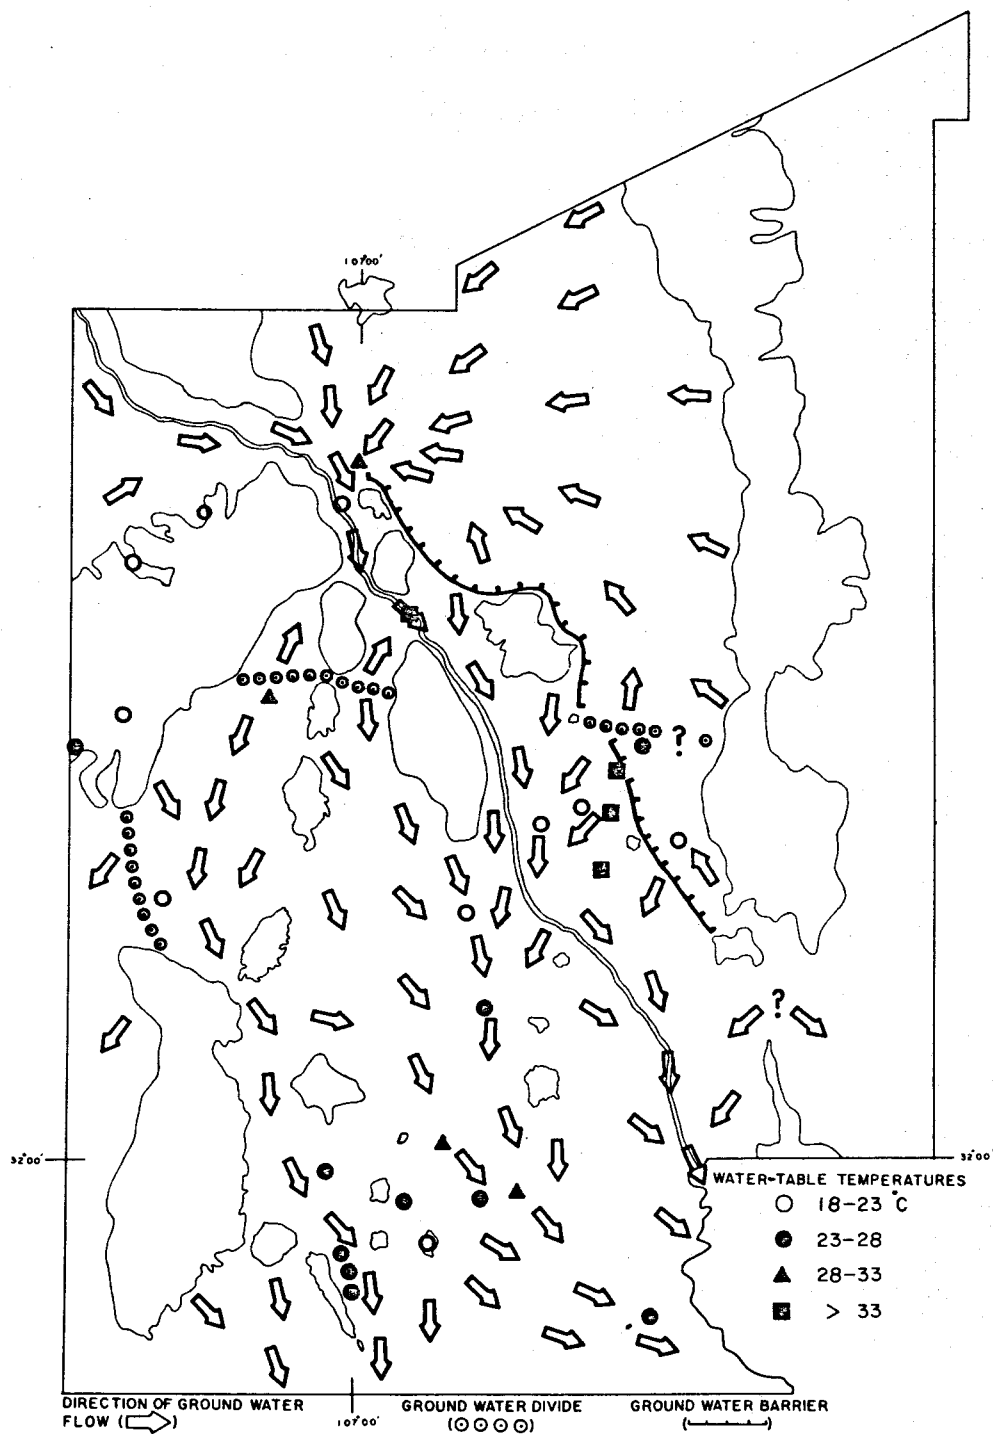 107°00'
?
?
32°00'
32°00'
WATER-TABLE TEMPERATURES
18-23 °C
23-28
28-33
> 33
DIRECTION OF GROUND WATER
FLOW ( )
107°00'
GROUND WATER DIVIDE
( )
GROUND WATER BARRIER
( )